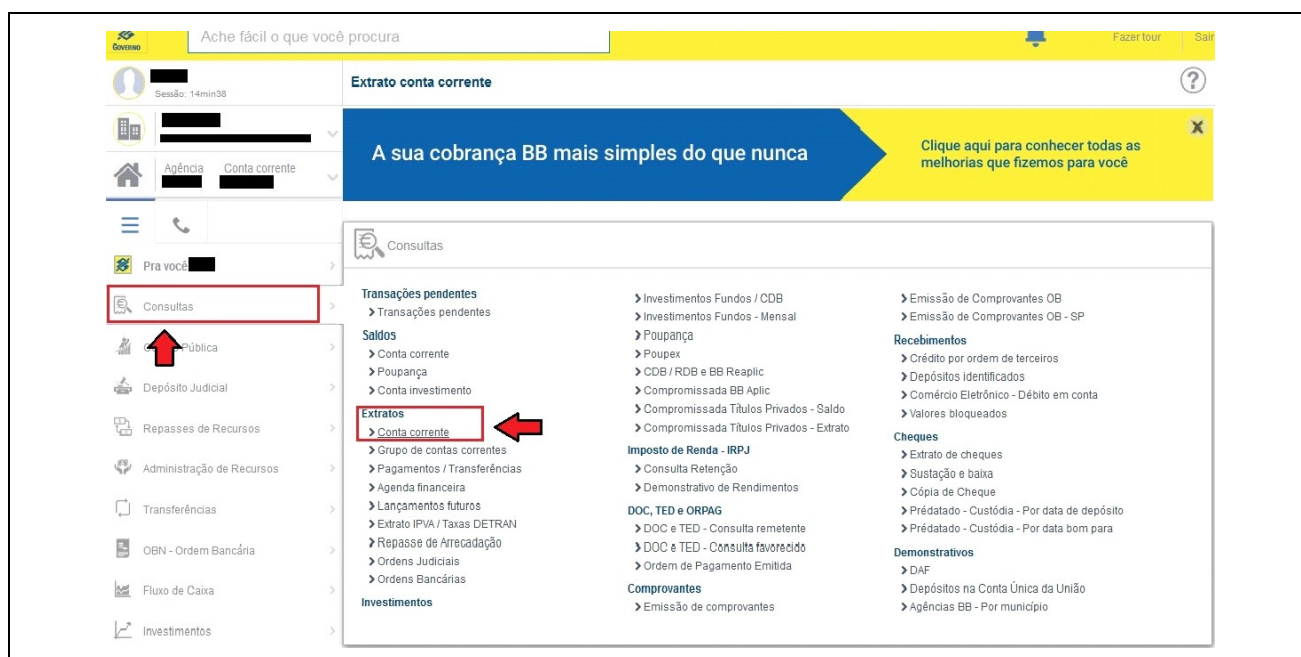 GOVERNO
Ache fácil o que você procura
Fazer tour
Sair
Sessão: 14min38
Agência Conta corrente
Pra você
Consultas
Pública
Depósito Judicial
Repasses de Recursos
Administração de Recursos
Transferências
OBN - Ordem Bancária
Fluxo de Caixa
Investimentos
Extrato conta corrente
A sua cobrança BB mais simples do que nunca
Clique aqui para conhecer todas as
melhorias que fizemos para você
X
Consultas
Transações pendentes
Transações pendentes
Saldos
Conta corrente
Poupança
Conta investimento
Extratos
Conta corrente
Grupo de contas correntes
Pagamentos / Transferências
Agenda financeira
Lançamentos futuros
Extrato IPVA / Taxas DETRAN
Repasse de Arrecadação
Ordens Judiciais
Ordens Bancárias
Investimentos
Investimentos Fundos / CDB
Investimentos Fundos - Mensal
Poupança
Poupex
CDB / RDB e BB Reaplic
Compromissada BB Aplic
Compromissada Títulos Privados - Saldo
Compromissada Títulos Privados - Extrato
Imposto de Renda - IRPJ
Consulta Retenção
Demonstrativo de Rendimentos
DOC, TED e ORPAG
DOC e TED - Consulta remetente
DOC e TED - Consulta favorecido
Ordem de Pagamento Emitida
Comprovantes
Emissão de comprovantes
Emissão de Comprovantes OB
Emissão de Comprovantes OB - SP
Recebimentos
Crédito por ordem de terceiros
Depósitos identificados
Comércio Eletrônico - Débito em conta
Valores bloqueados
Cheques
Extrato de cheques
Sustação e baixa
Cópia de Cheque
Prédatado - Custódia - Por data de depósito
Prédatado - Custódia - Por data bom para
Demonstrativos
DAF
Depósitos na Conta Única da União
Agências BB - Por município